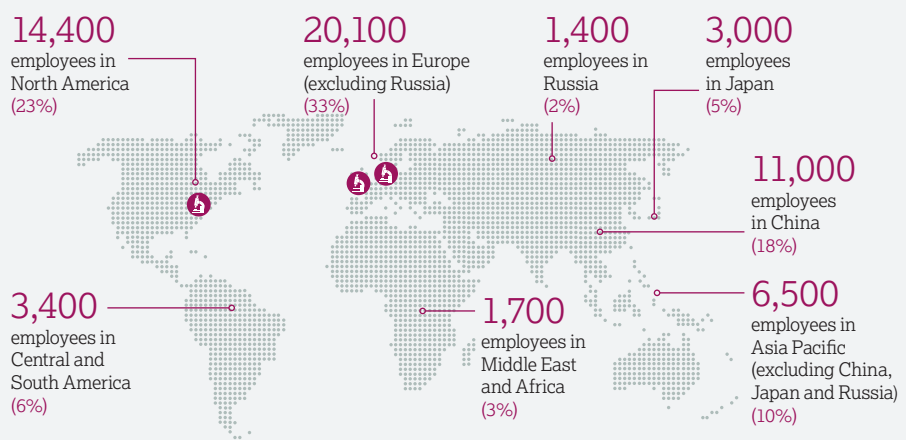 14,400
employees in
North America
(23%)
20,100
employees in Europe
(excluding Russia)
(33%)
1,400
employees in
Russia
(2%)
3,000
employees
in Japan
(5%)
11,000
employees
in China
(18%)
3,400
employees in
Central and
South America
(6%)
1,700
employees in
Middle East
and Africa
(3%)
6,500
employees in
Asia Pacific
(excluding China,
Japan and Russia)
(10%)